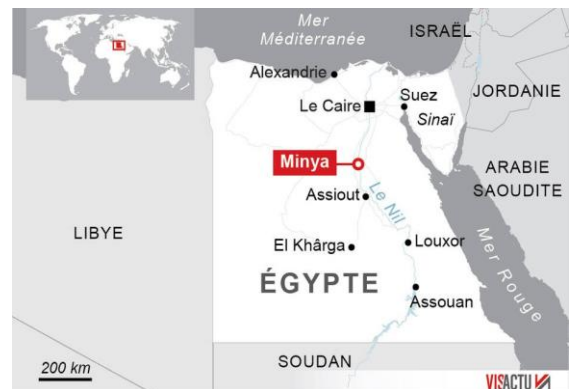 Mer
Méditerranée
ISRAËL
Alexandrie
Suez
JORDANIE
Le Caire
Sinaï
Minya
ARABIE
SAOUDITE
Assiout
Le Nil
LIBYE
El Khârga
Louxor
Mer Rouge
ÉGYPTE
Assouan
200 km
SOUDAN
VISACTU